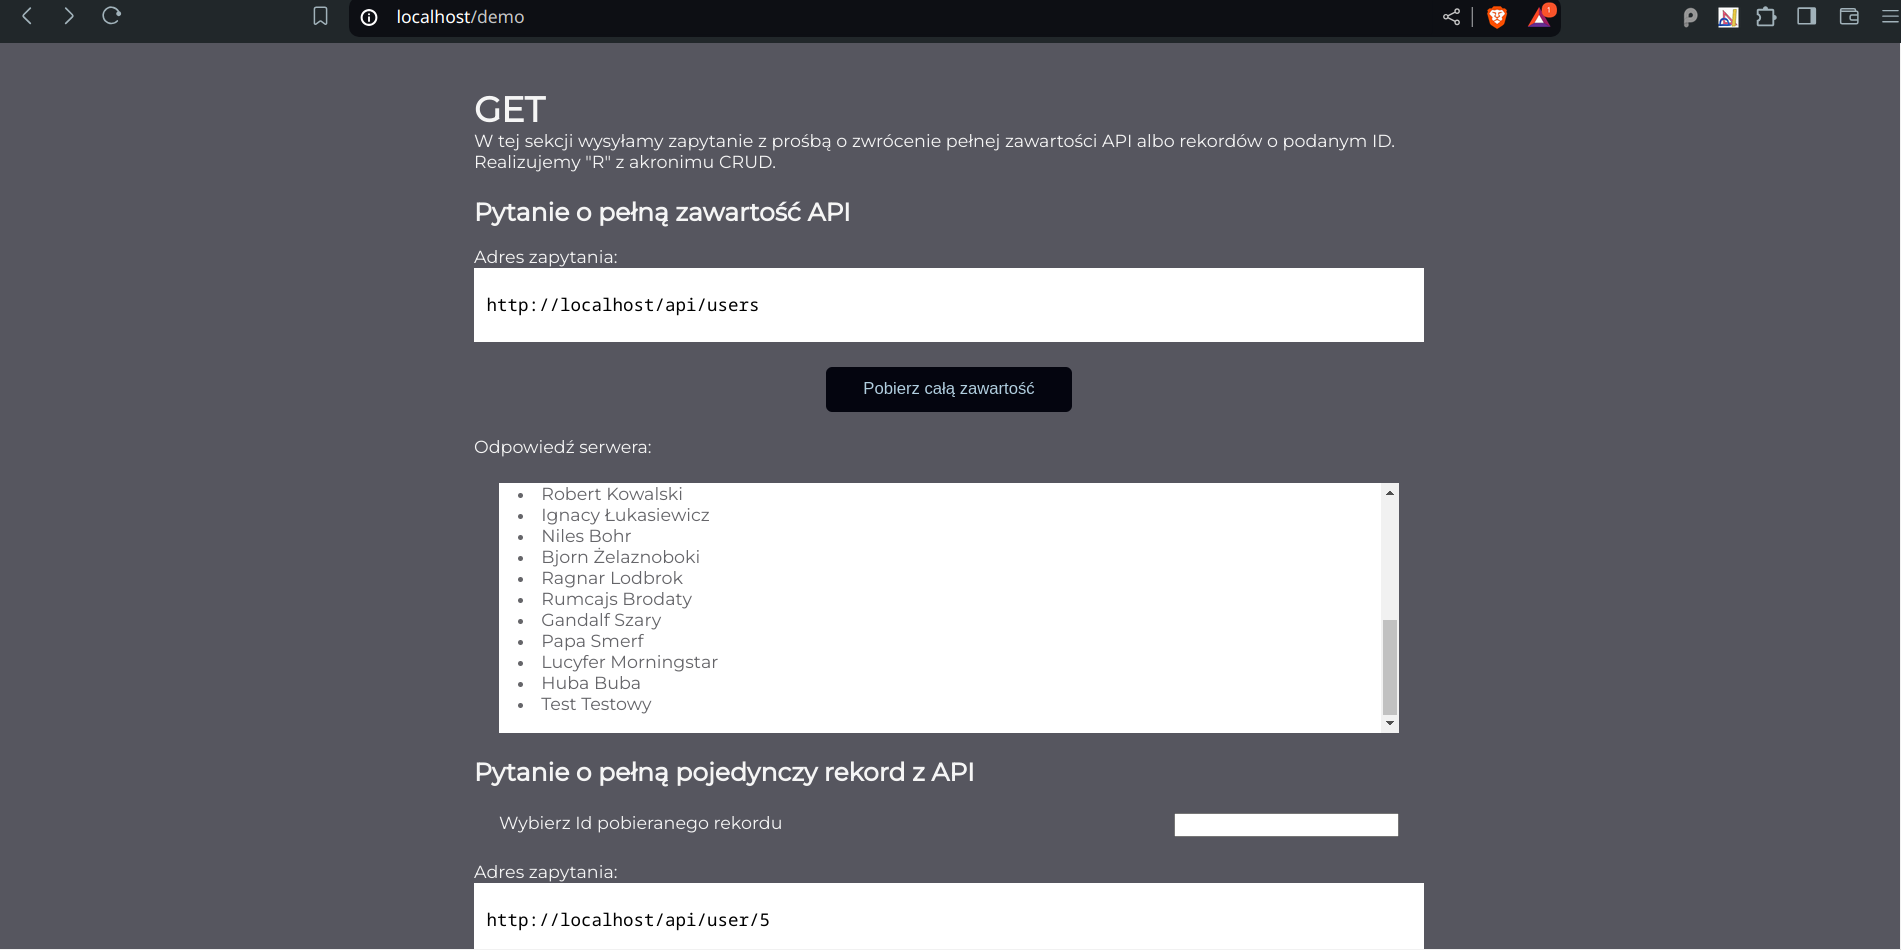 localhost/demo
1
GET
W tej sekcji wysyłamy zapytanie z prośbą o zwrócenie pełnej zawartości API albo rekordów o podanym ID.
Realizujemy "R" z akronimu CRUD.
Pytanie o pełną zawartość API
Adres zapytania:
http://localhost/api/users
Pobierz całą zawartość
Odpowiedź serwera:
Robert Kowalski
Ignacy Łukasiewicz
Niles Bohr
Bjorn Żelaznoboki
Ragnar Lodbrok
Rumcajs Brodaty
Gandalf Szary
Papa Smerf
Lucyfer Morningstar
Huba Buba
Test Testowy
Pytanie o pełną pojedynczy rekord z API
Wybierz Id pobieranego rekordu
Adres zapytania:
http://localhost/api/user/5